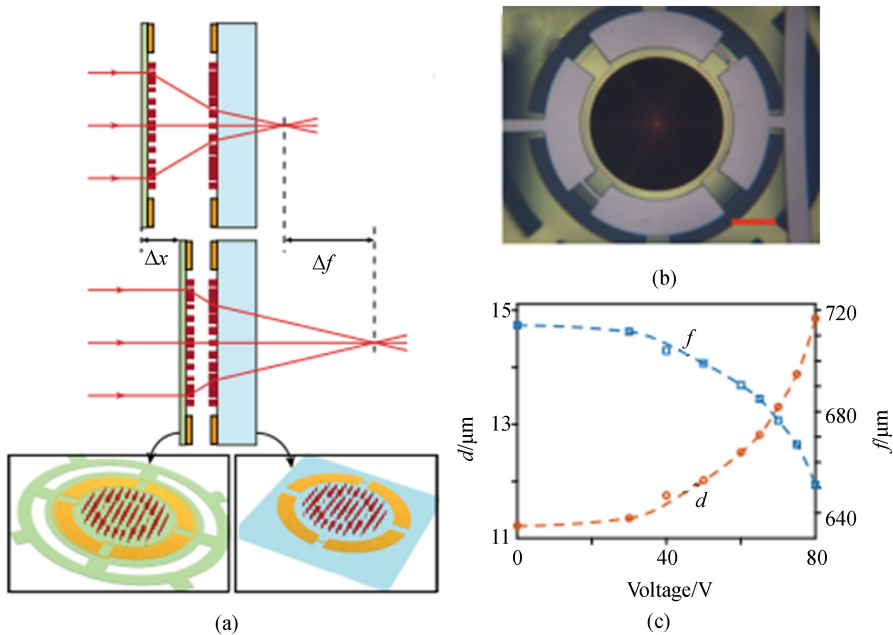 Δx
Δf
(a)
(b)
15
13
11
d/μm
f
d
720
680
640
f/μm
0
40
80
Voltage/V
(c)